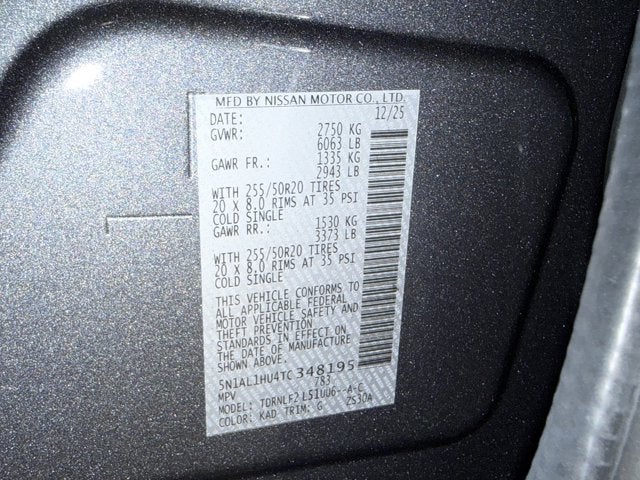 MFD BY NISSAN MOTOR CO., LTD.
DATE: 12/25
GVWR: 2750 KG
6063 LB
GAWR FR.: 1335 KG
2943 LB
WITH 255/50R20 TIRES
20 X 8.0 RIMS AT 35 PSI
COLD SINGLE
GAWR RR.: 1530 KG
3373 LB
WITH 255/50R20 TIRES
20 X 8.0 RIMS AT 35 PSI
COLD SINGLE
THIS VEHICLE CONFORMS TO
ALL APPLICABLE FEDERAL
MOTOR VEHICLE SAFETY AND
THEFT PREVENTION
STANDARDS IN EFFECT ON
THE DATE OF MANUFACTURE
SHOWN ABOVE.
5N1AL1HU4TC348195
MPV 783
MODEL: TDRNLF2 L51UU6--A-C
COLOR: KAD TRIM: G ZS30A